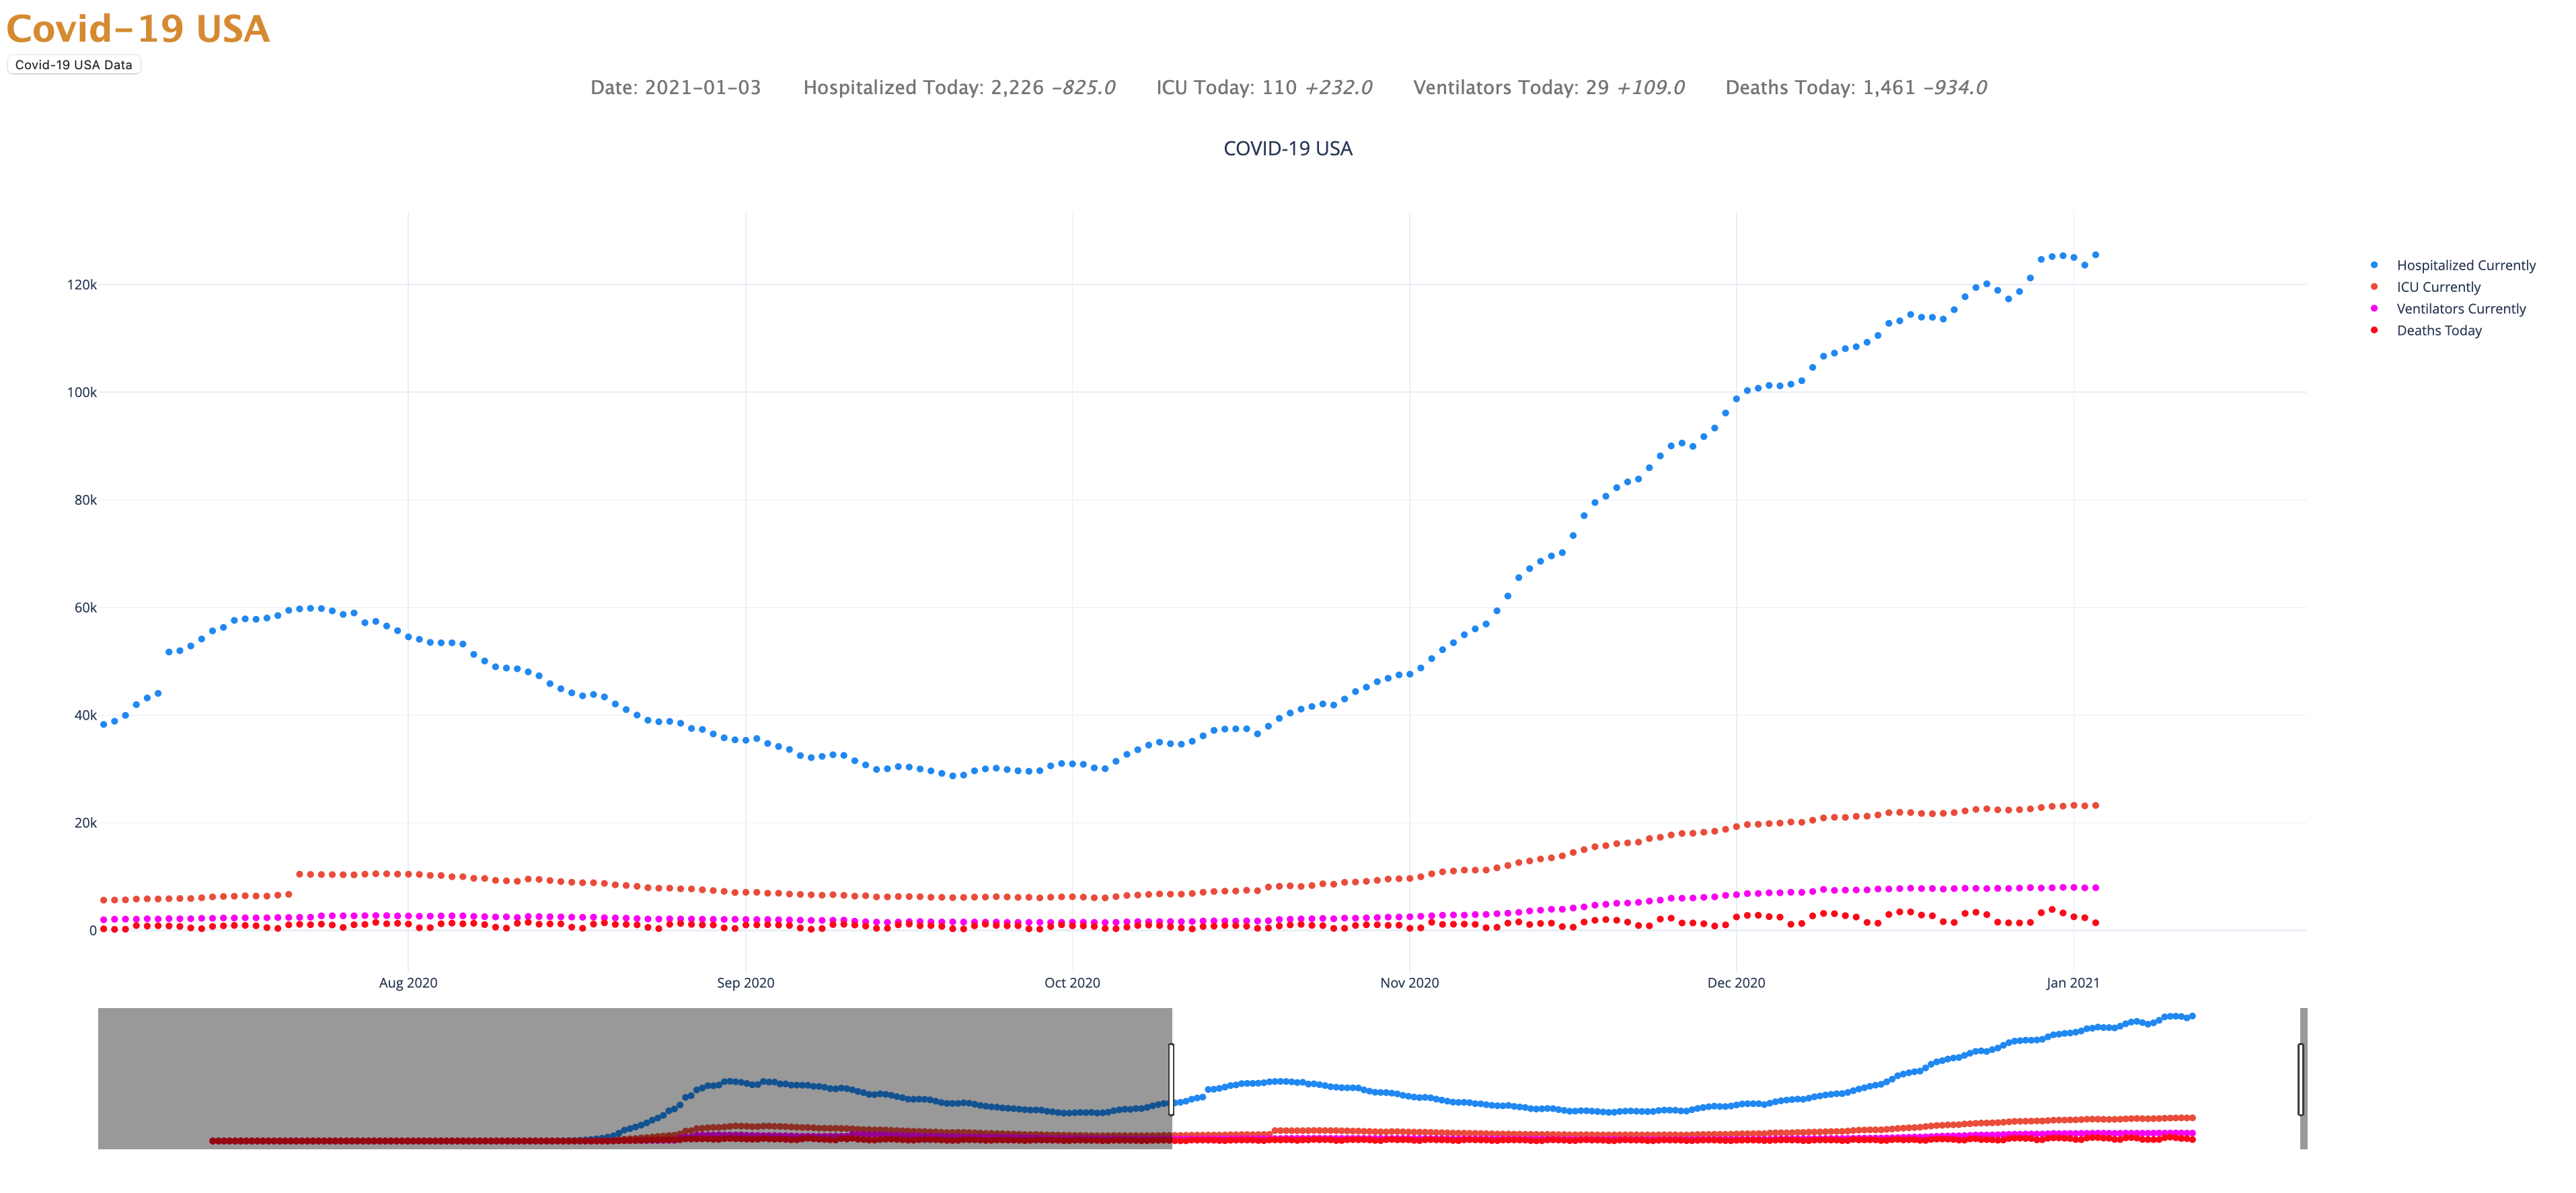 Covid-19 USA
Covid-19 USA Data
Date: 2021-01-03 Hospitalized Today: 2,226 -825.0 ICU Today: 110 +232.0 Ventilators Today: 29 +109.0 Deaths Today: 1,461 -934.0
COVID-19 USA
120k
100k
80k
60k
40k
20k
0
Aug 2020 Sep 2020 Oct 2020 Nov 2020 Dec 2020 Jan 2021
Hospitalized Currently
ICU Currently
Ventilators Currently
Deaths Today